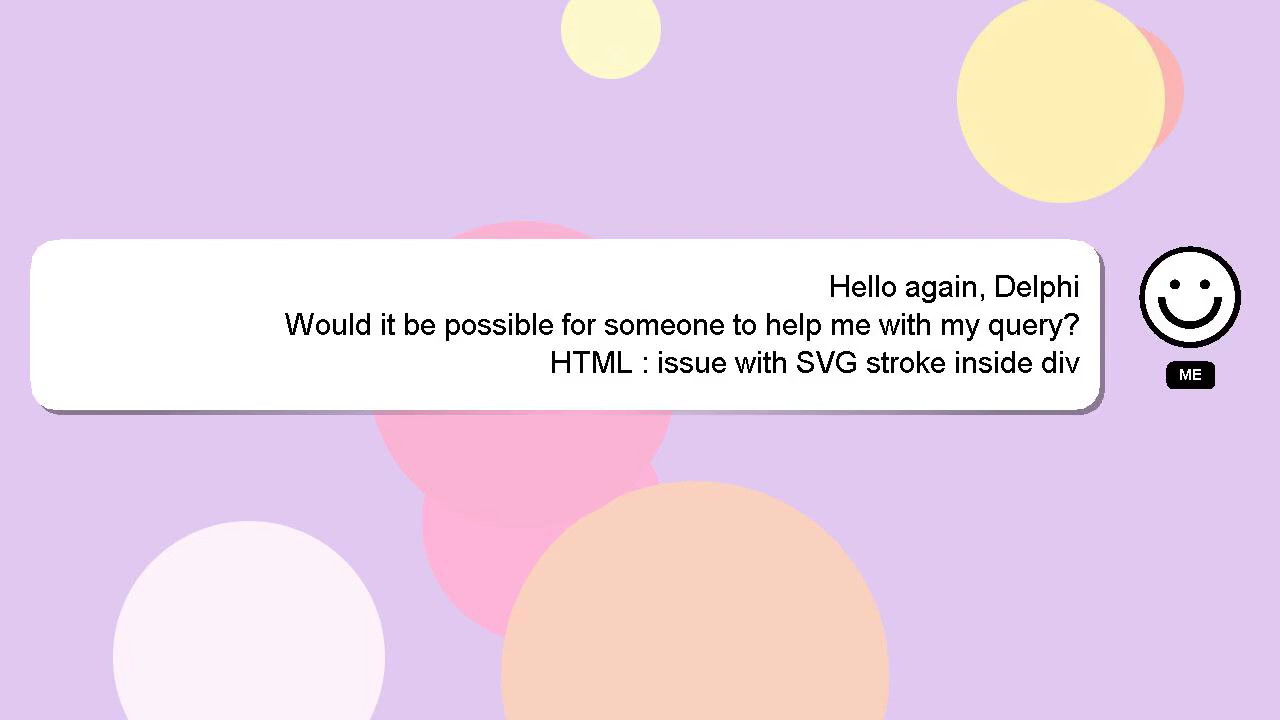 Hello again, Delphi
Would it be possible for someone to help me with my query?
HTML : issue with SVG stroke inside div
ME